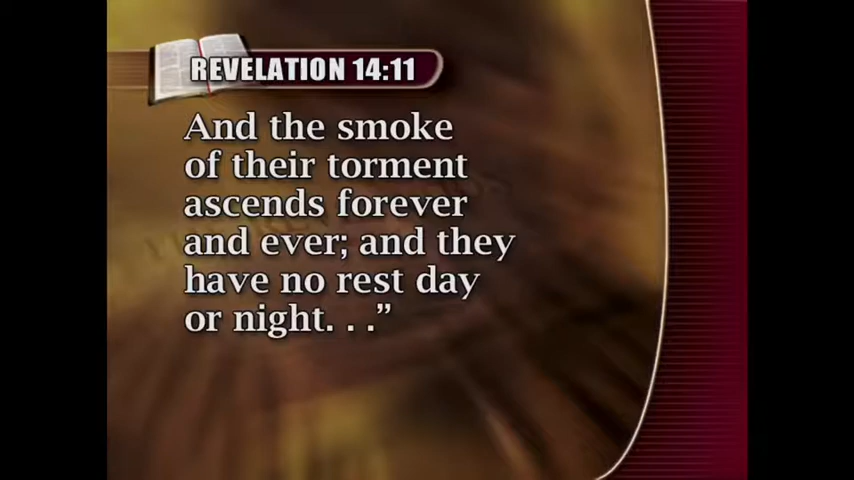 REVELATION 14:11
And the smoke
of their torment
ascends forever
and ever; and they
have no rest day
or night. . .”